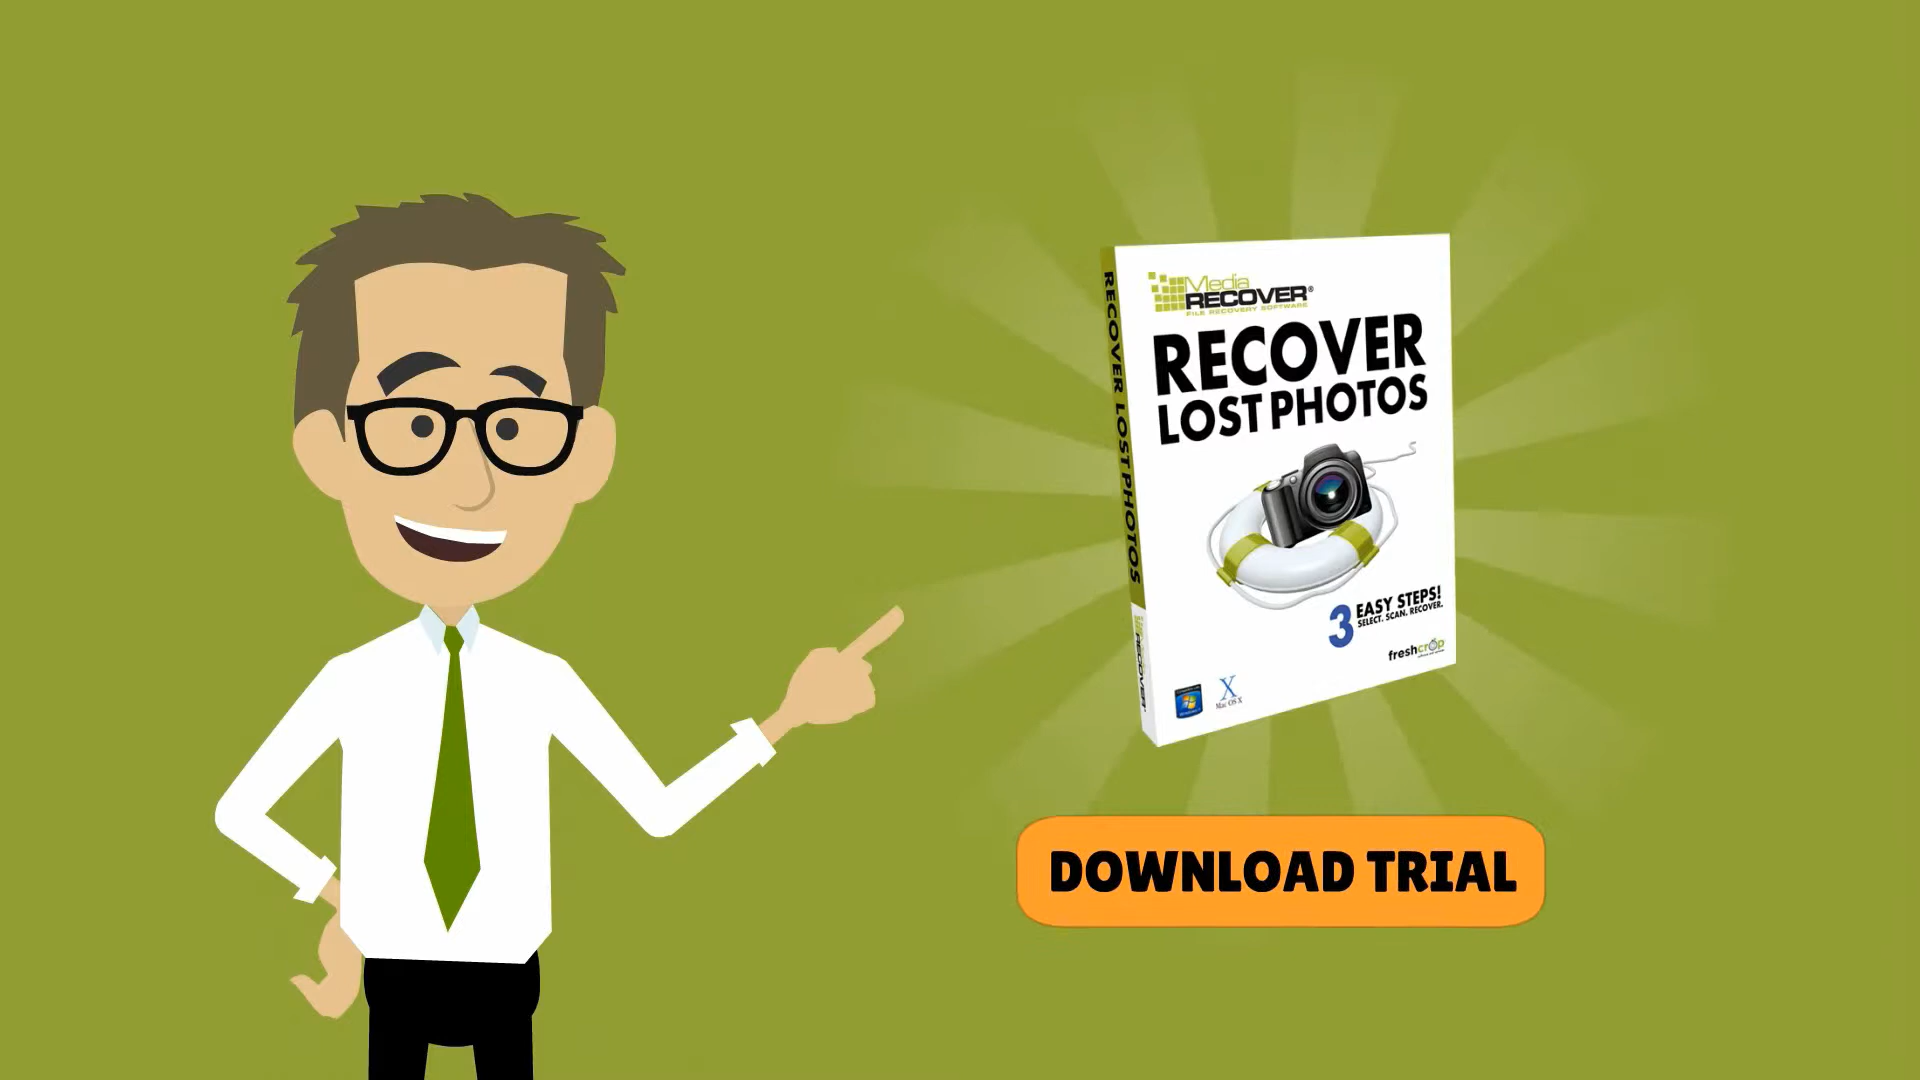 Media
RECOVER®
FILE RECOVERY SOFTWARE
RECOVER
LOST PHOTOS
3 EASY STEPS!
SELECT. SCAN. RECOVER.
freshcrop
Mac OS X
RECOVER LOST PHOTOS
RECOVER
DOWNLOAD TRIAL